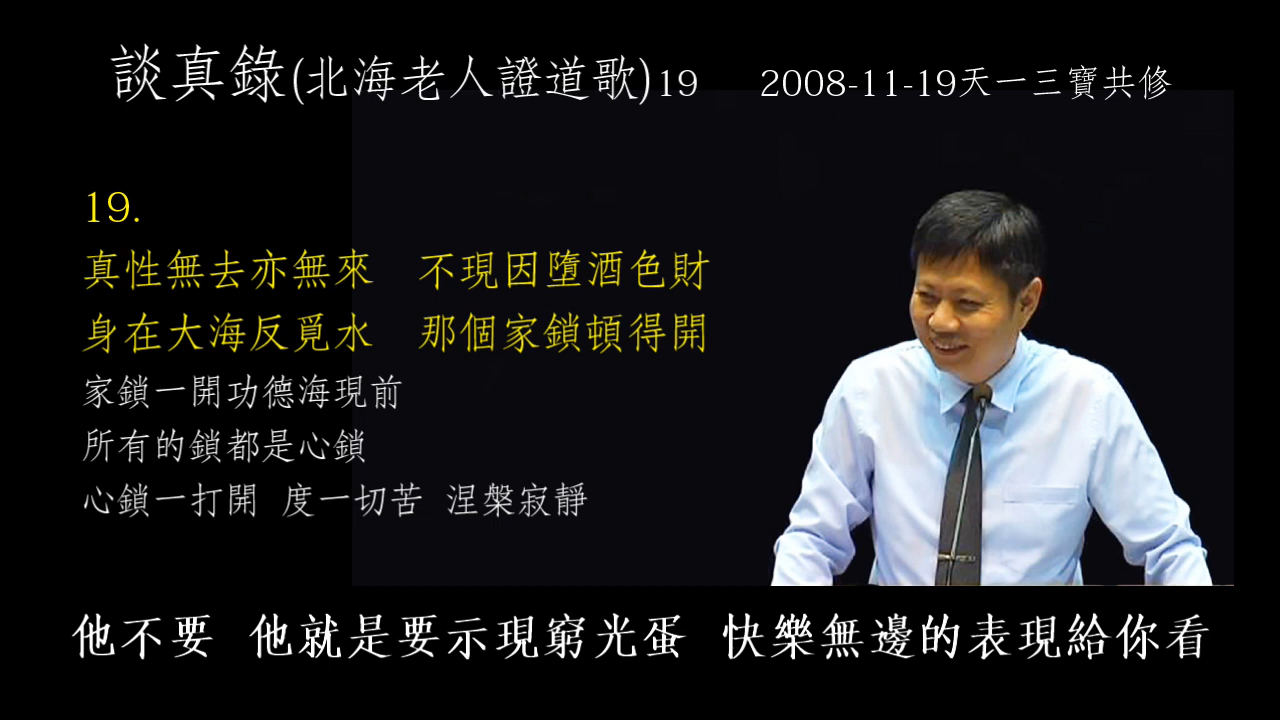 談真錄(北海老人證道歌)19 2008-11-19天一三寶共修
19.
真性無去亦無來 不現因墮酒色財
身在大海反覓水 那個家鎖頓得開
家鎖一開功德海現前
所有的鎖都是心鎖
心鎖一打開 度一切苦 涅槃寂靜
他不要 他就是要示現窮光蛋 快樂無邊的表現給你看